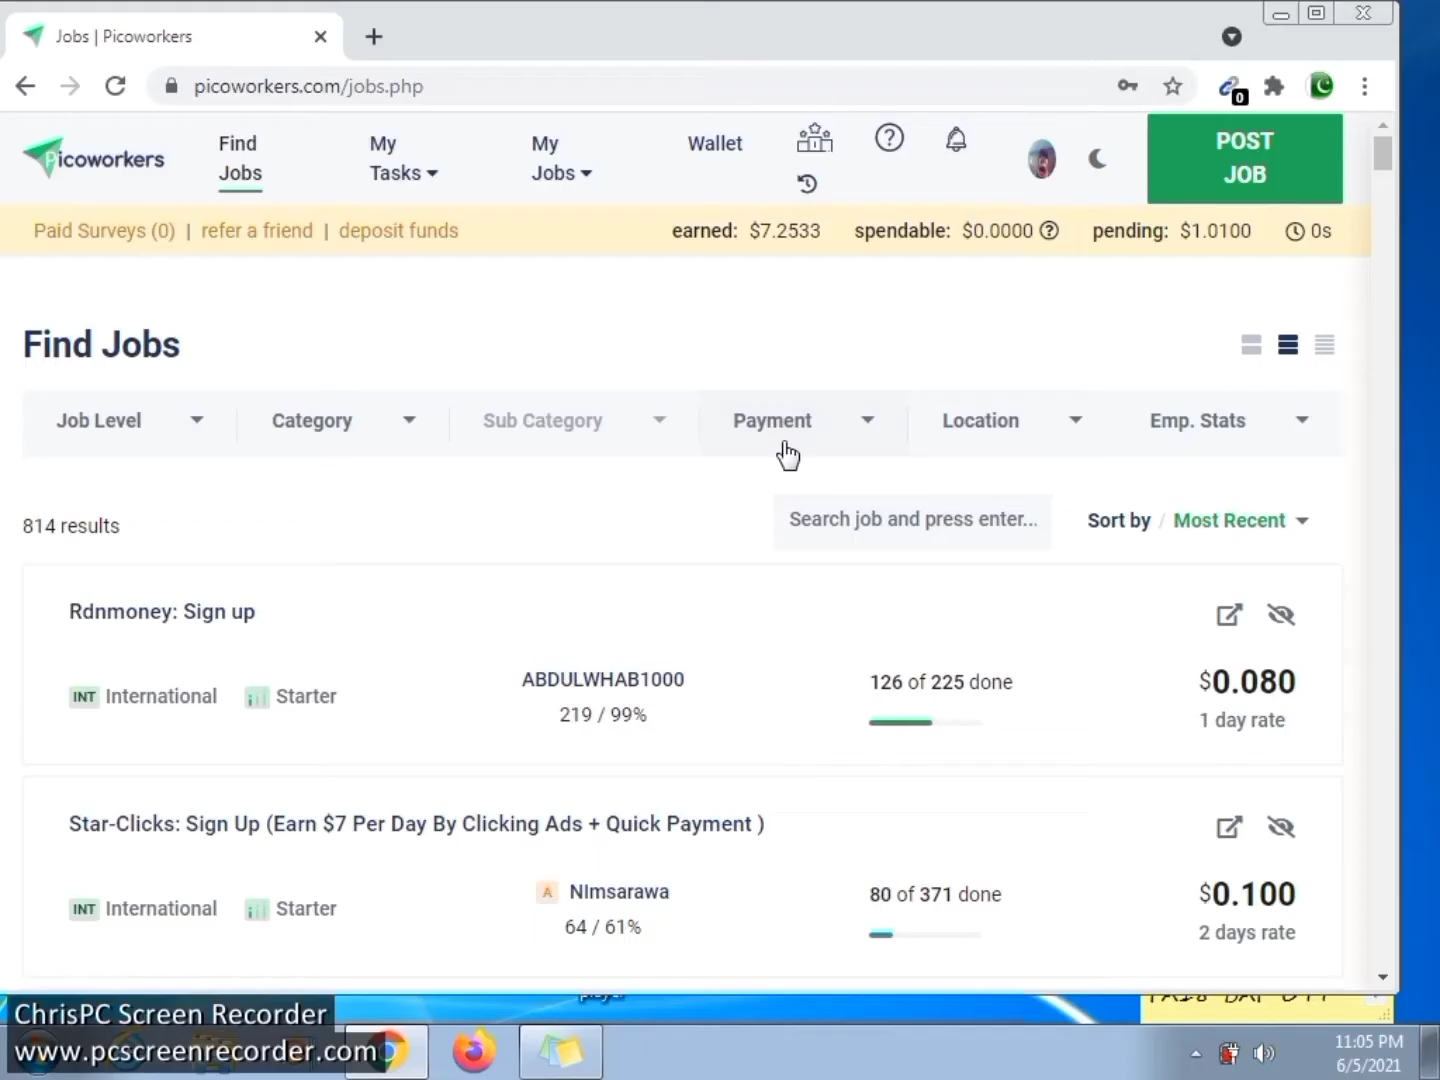 Jobs | Picoworkers
picoworkers.com/jobs.php
0
Picoworkers
Find Jobs
My Tasks
My Jobs
Wallet
POST JOB
Paid Surveys (0) | refer a friend | deposit funds
earned: $7.2533 spendable: $0.0000 pending: $1.0100 0s
Find Jobs
Job Level Category Sub Category Payment Location Emp. Stats
814 results
Search job and press enter...
Sort by / Most Recent
Rdnmoney: Sign up
INT International Starter
ABDULWHAB1000
219 / 99%
126 of 225 done
$0.080
1 day rate
Star-Clicks: Sign Up (Earn $7 Per Day By Clicking Ads + Quick Payment )
INT International Starter
A NImsarawa
64 / 61%
80 of 371 done
$0.100
2 days rate
ChrisPC Screen Recorder
www.pcscreenrecorder.com
11:05 PM
6/5/2021